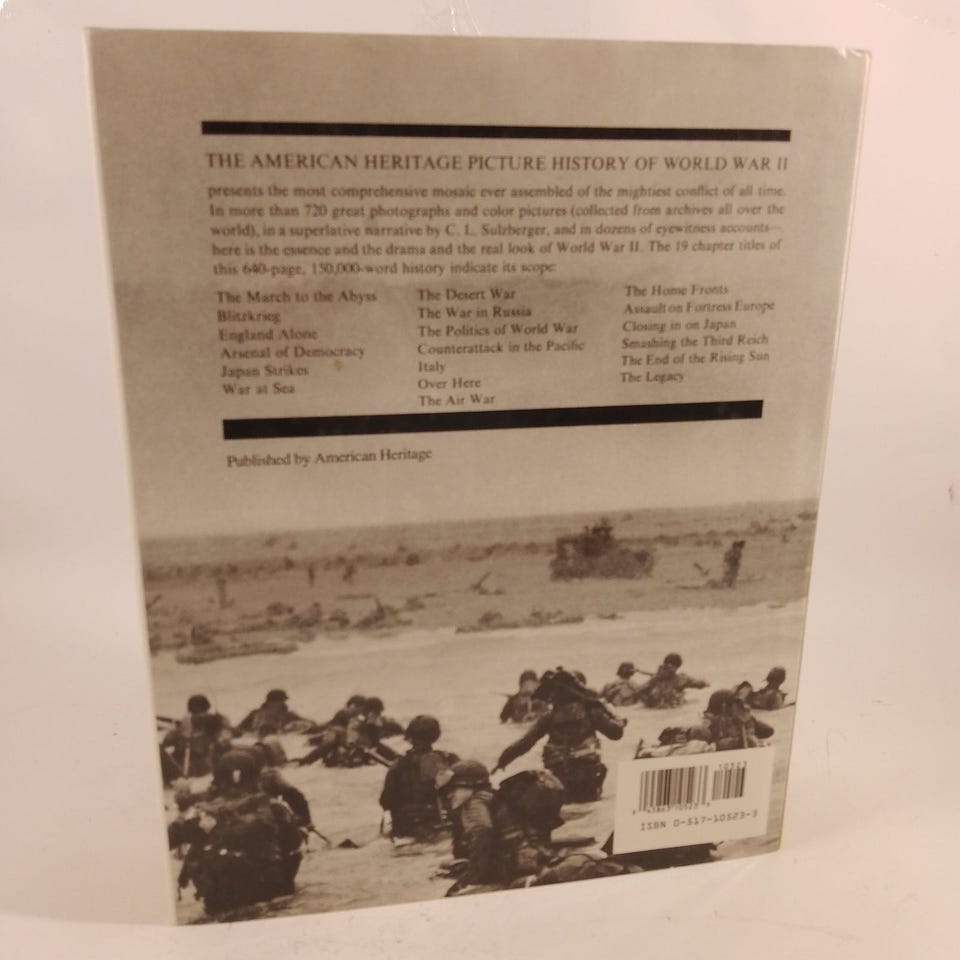 THE AMERICAN HERITAGE PICTURE HISTORY OF WORLD WAR II
presents the most comprehensive mosaic ever assembled of the mightiest conflict of all time.
In more than 720 great photographs and color pictures (collected from archives all over the
world), in a superlative narrative by C. L. Sulzberger, and in dozens of eyewitness accounts—
here is the essence and the drama and the real look of World War II. The 19 chapter titles of
this 640-page, 150,000-word history indicate its scope:
The March to the Abyss
Blitzkrieg
England Alone
Arsenal of Democracy
Japan Strikes
War at Sea
The Desert War
The War in Russia
The Politics of World War
Counterattack in the Pacific
Italy
Over Here
The Air War
The Home Fronts
Assault on Fortress Europe
Closing in on Japan
Smashing the Third Reich
The End of the Rising Sun
The Legacy
Published by American Heritage
10523
ISBN 0-517-10523-3